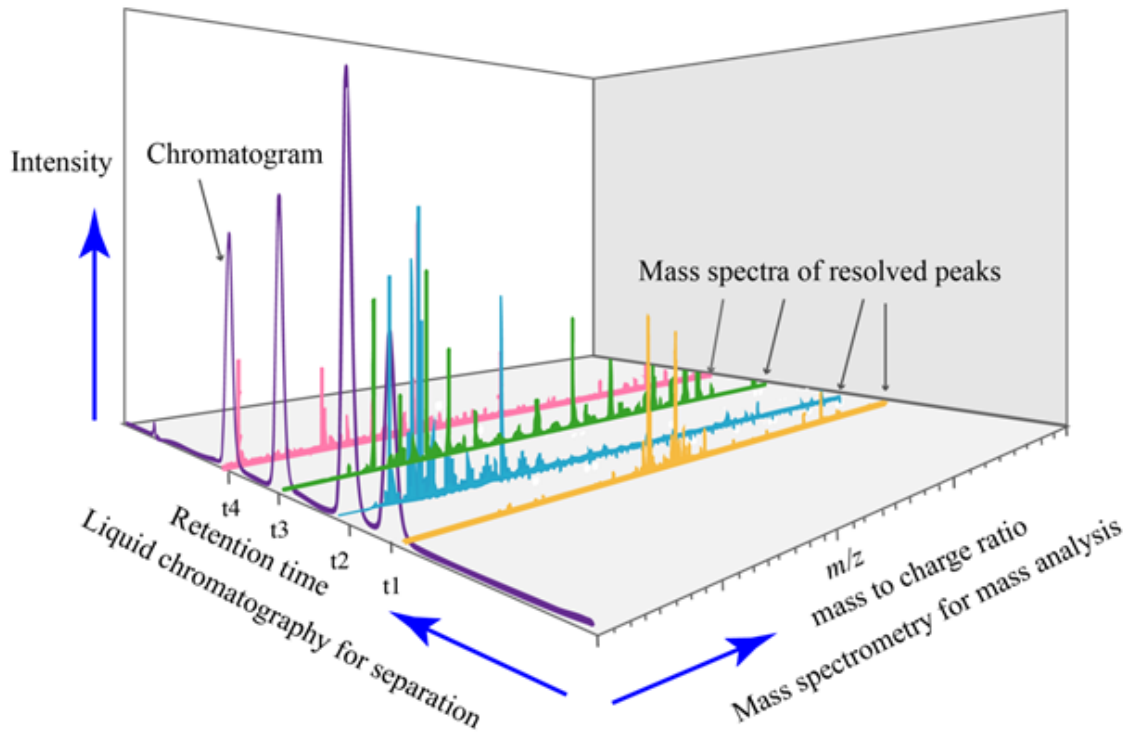 Chromatogram
Intensity
Mass spectra of resolved peaks
t4
t3
t2
t1
Retention time
Liquid chromatography for separation
m/z
mass to charge ratio
Mass spectrometry for mass analysis